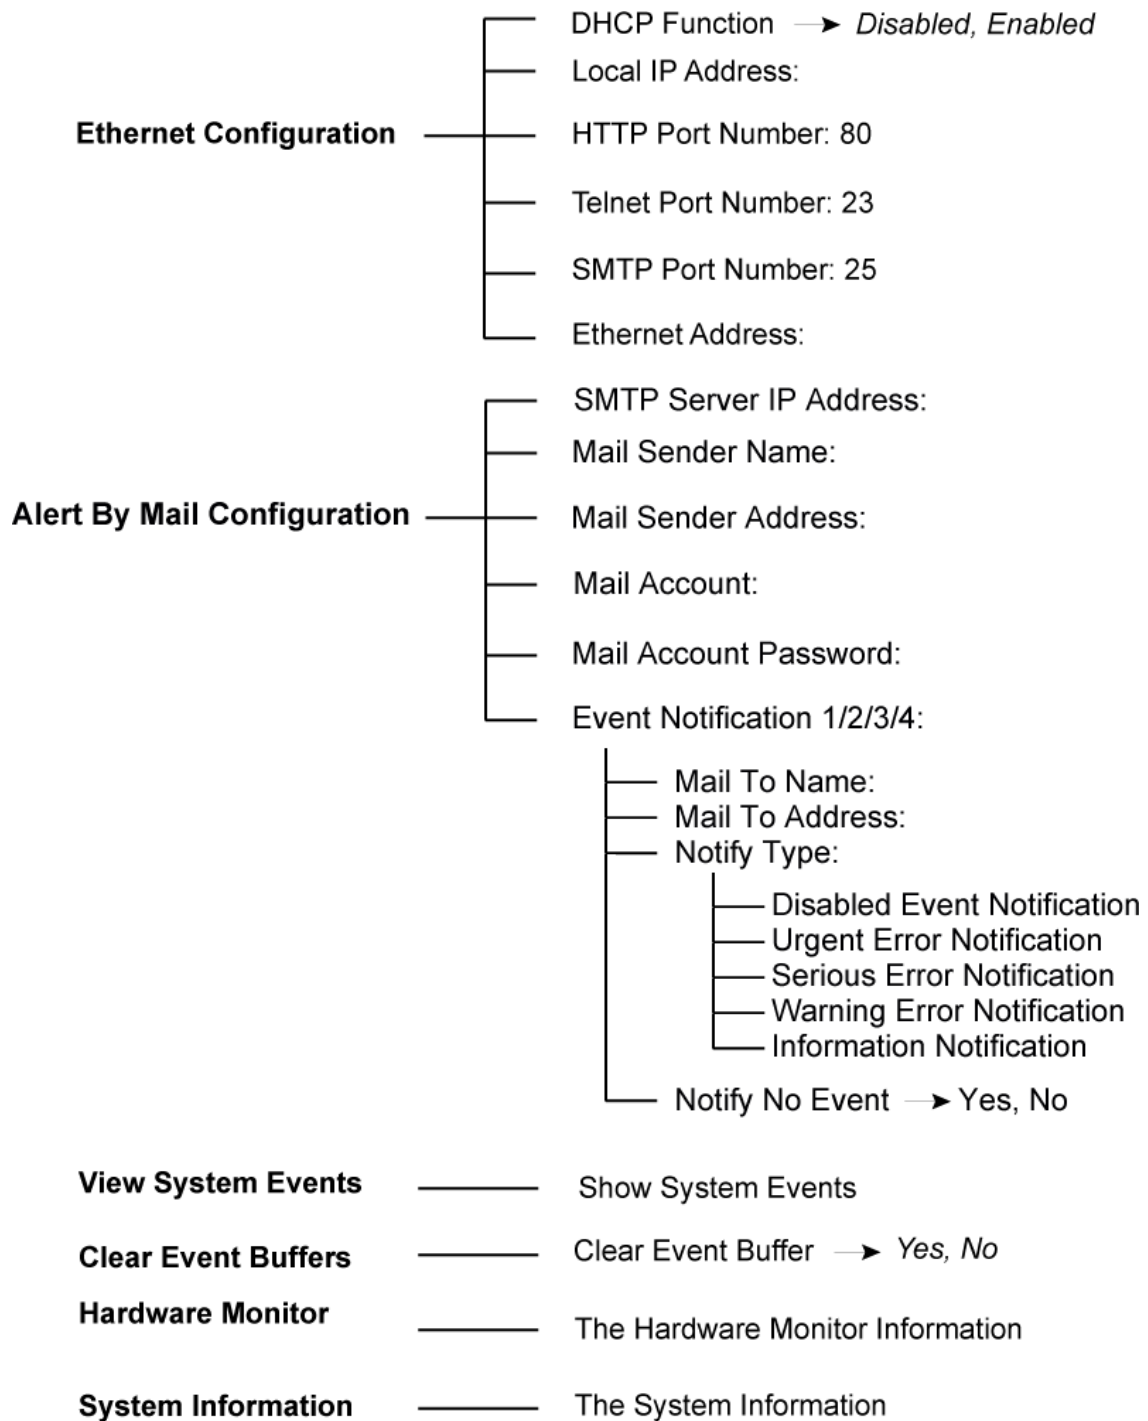 DHCP Function Disabled, Enabled
Local IP Address:
Ethernet Configuration HTTP Port Number: 80
Telnet Port Number: 23
SMTP Port Number: 25
Ethernet Address:
SMTP Server IP Address:
Mail Sender Name:
Alert By Mail Configuration Mail Sender Address:
Mail Account:
Mail Account Password:
Event Notification 1/2/3/4:
Mail To Name:
Mail To Address:
Notify Type:
Disabled Event Notification
Urgent Error Notification
Serious Error Notification
Warning Error Notification
Information Notification
Notify No Event Yes, No
View System Events Show System Events
Clear Event Buffers Clear Event Buffer Yes, No
Hardware Monitor The Hardware Monitor Information
System Information The System Information